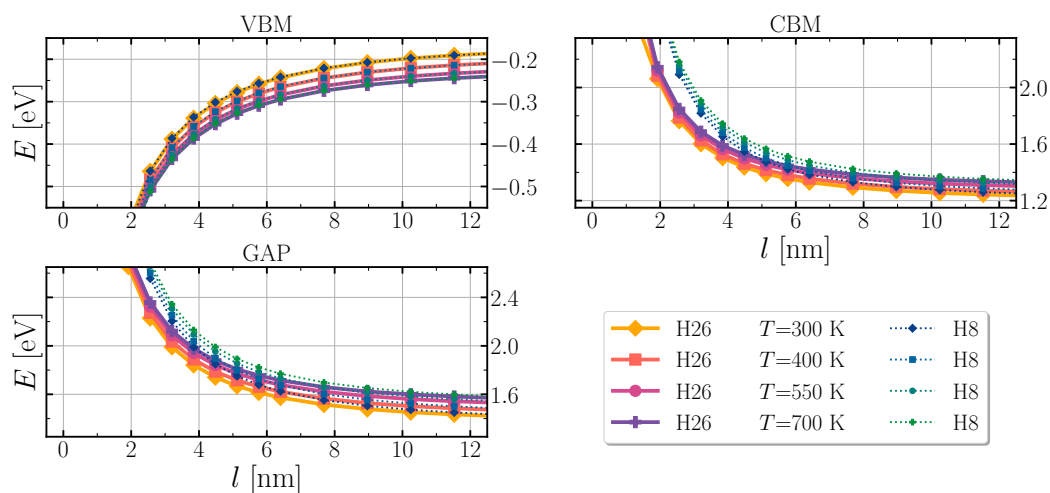 VBM
E [eV]
−0.2
−0.3
−0.4
−0.5
0 2 4 6 8 10 12
CBM
2.0
1.6
1.2
0 2 4 6 8 10 12
l [nm]
GAP
E [eV]
2.4
2.0
1.6
0 2 4 6 8 10 12
l [nm]
H26 T=300 K H8
H26 T=400 K H8
H26 T=550 K H8
H26 T=700 K H8